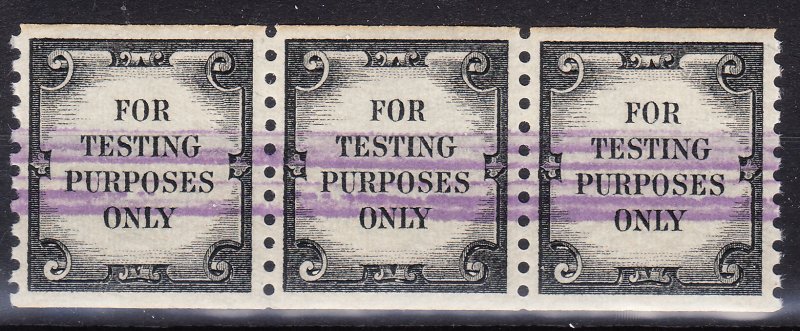 FOR
TESTING
PURPOSES
ONLY
FOR
TESTING
PURPOSES
ONLY
FOR
TESTING
PURPOSES
ONLY